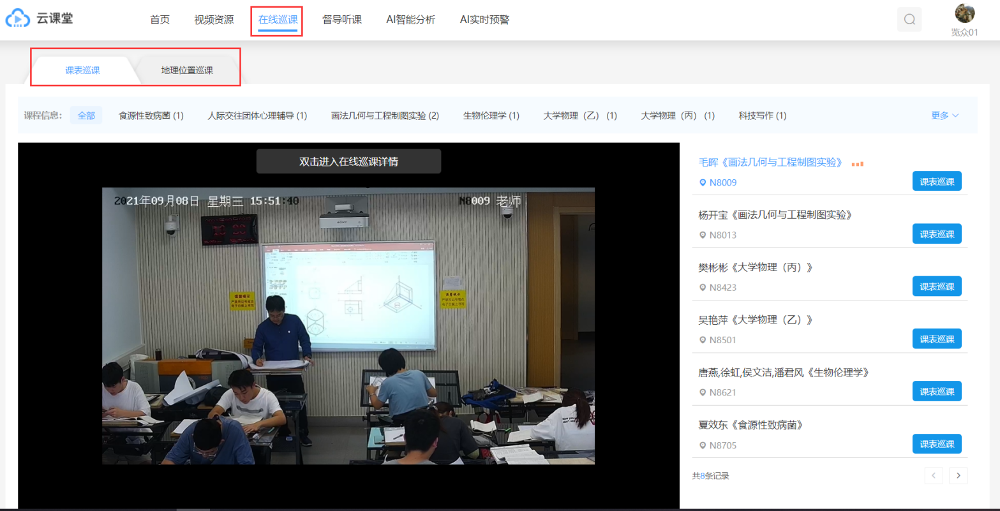 云课堂
首页
视频资源
在线巡课
督导听课
AI智能分析
AI实时预警
览众01
课表巡课
地理位置巡课
课程信息:
全部
食源性致病菌 (1)
人际交往团体心理辅导 (1)
画法几何与工程制图实验 (2)
生物伦理学 (1)
大学物理（乙） (1)
大学物理（丙） (1)
科技写作 (1)
更多
双击进入在线巡课详情
2021年09月08日 星期三 15:51:40
N8009 老师
SONY
温馨提示
毛晖《画法几何与工程制图实验》
N8009
课表巡课
杨开宝《画法几何与工程制图实验》
N8013
课表巡课
樊彬彬《大学物理（丙）》
N8423
课表巡课
吴艳萍《大学物理（乙）》
N8501
课表巡课
唐燕,徐虹,侯文洁,潘君风《生物伦理学》
N8621
课表巡课
夏效东《食源性致病菌》
N8705
课表巡课
共8条记录